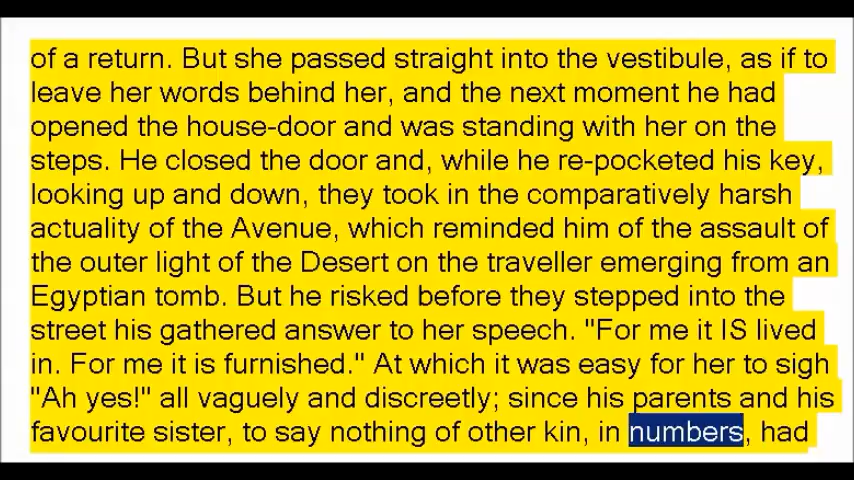 of a return. But she passed straight into the vestibule, as if to
leave her words behind her, and the next moment he had
opened the house-door and was standing with her on the
steps. He closed the door and, while he re-pocketed his key,
looking up and down, they took in the comparatively harsh
actuality of the Avenue, which reminded him of the assault of
the outer light of the Desert on the traveller emerging from an
Egyptian tomb. But he risked before they stepped into the
street his gathered answer to her speech. "For me it IS lived
in. For me it is furnished." At which it was easy for her to sigh
"Ah yes!" all vaguely and discreetly; since his parents and his
favourite sister, to say nothing of other kin, in numbers, had